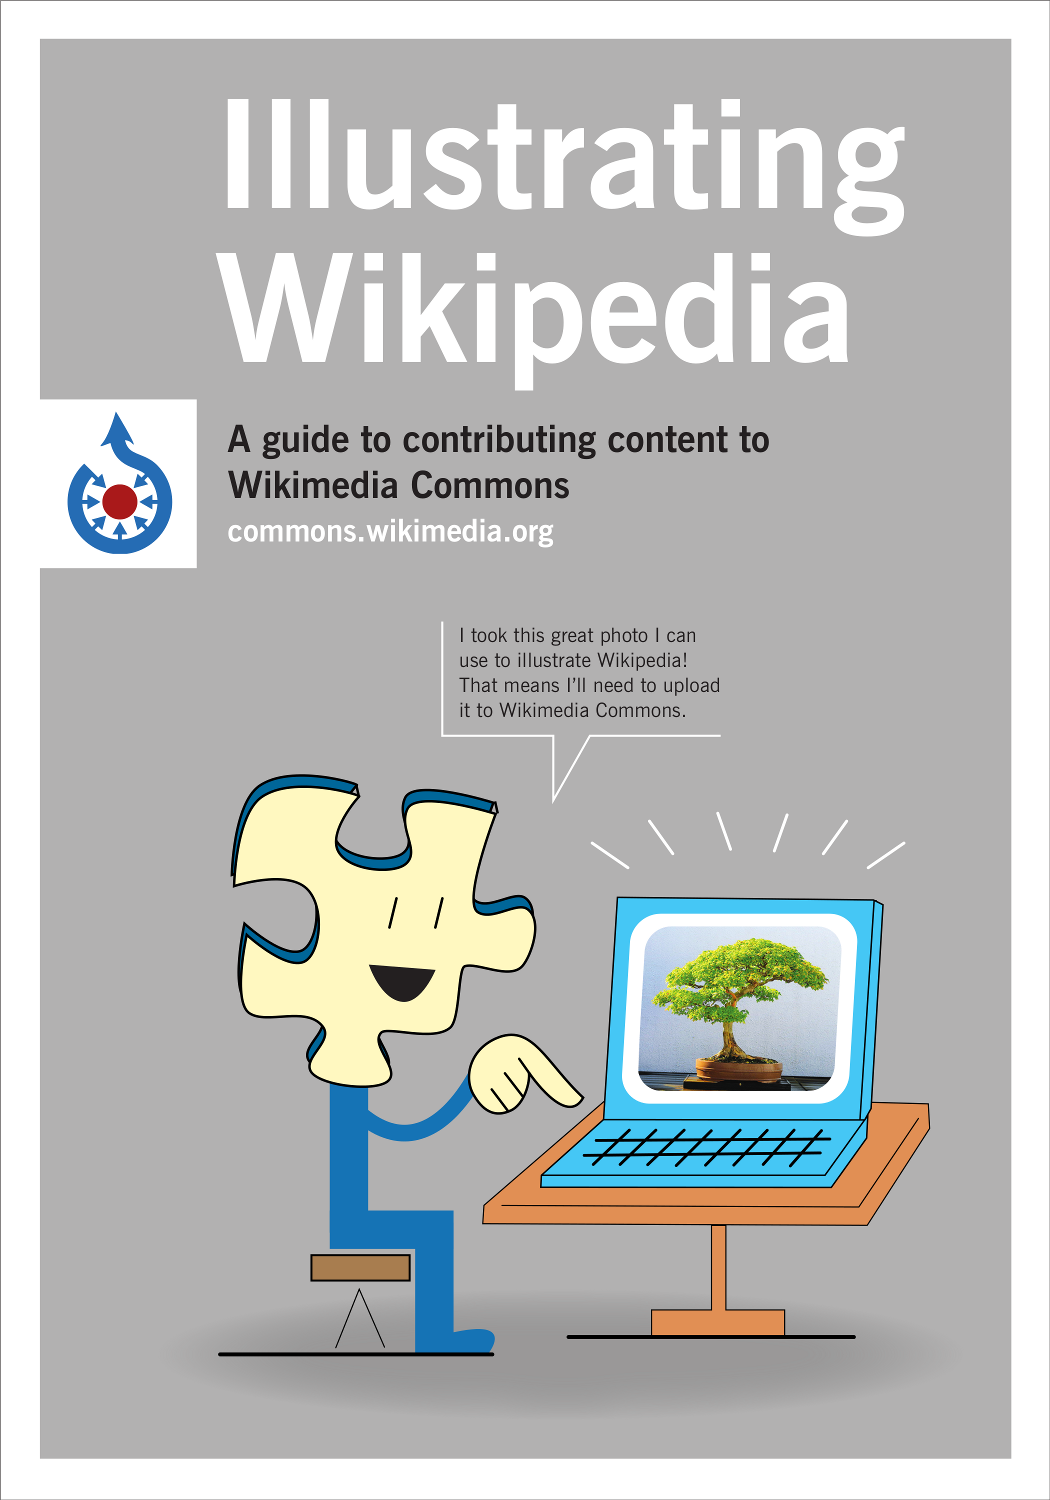 Illustrating
Wikipedia
A guide to contributing content to
Wikimedia Commons
commons.wikimedia.org
I took this great photo I can
use to illustrate Wikipedia!
That means I’ll need to upload
it to Wikimedia Commons.